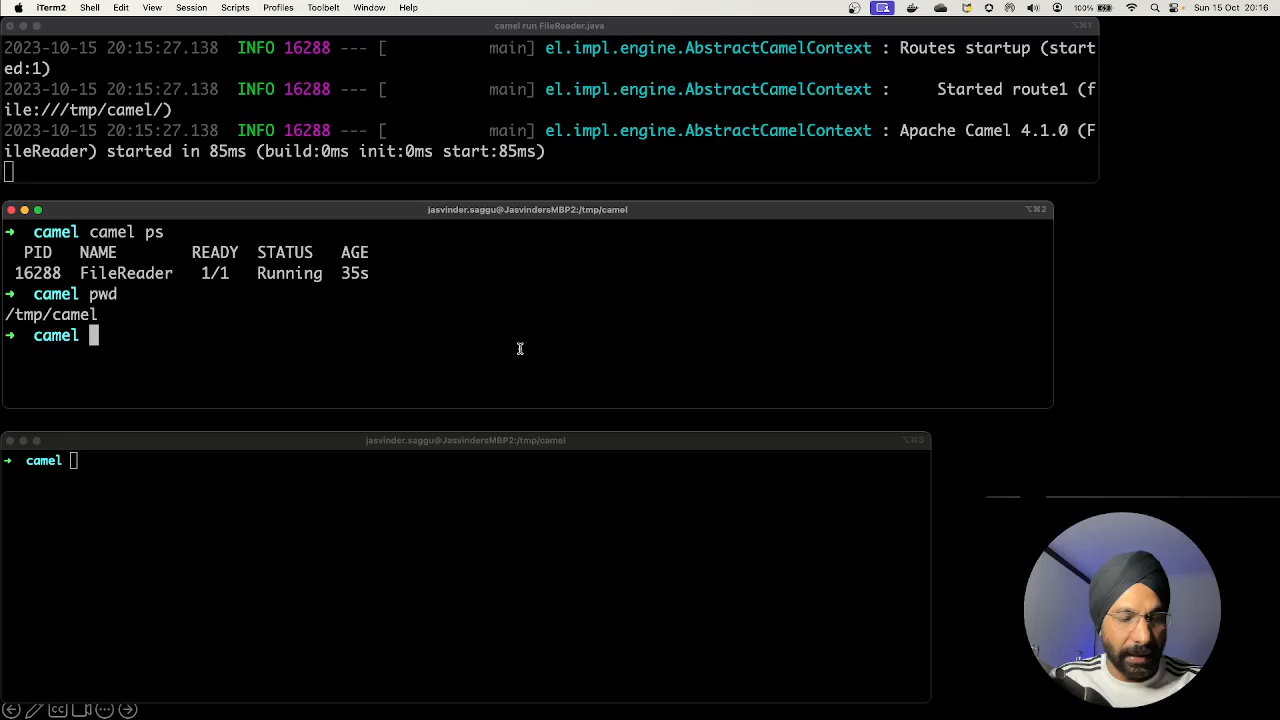 iTerm2 Shell Edit View Session Scripts Profiles Toolbelt Window Help 100% Sun 15 Oct 20:16
camel run FileReader.java ⌥⌘1
2023-10-15 20:15:27.138 INFO 16288 --- [ main] el.impl.engine.AbstractCamelContext : Routes startup (start
ed:1)
2023-10-15 20:15:27.138 INFO 16288 --- [ main] el.impl.engine.AbstractCamelContext : Started route1 (f
ile:///tmp/camel/)
2023-10-15 20:15:27.138 INFO 16288 --- [ main] el.impl.engine.AbstractCamelContext : Apache Camel 4.1.0 (F
ileReader) started in 85ms (build:0ms init:0ms start:85ms)
jasvinder.saggu@JasvindersMBP2:/tmp/camel ⌥⌘2
➜ camel camel ps
PID NAME READY STATUS AGE
16288 FileReader 1/1 Running 35s
➜ camel pwd
/tmp/camel
➜ camel
jasvinder.saggu@JasvindersMBP2:/tmp/camel ⌥⌘3
➜ camel
CC